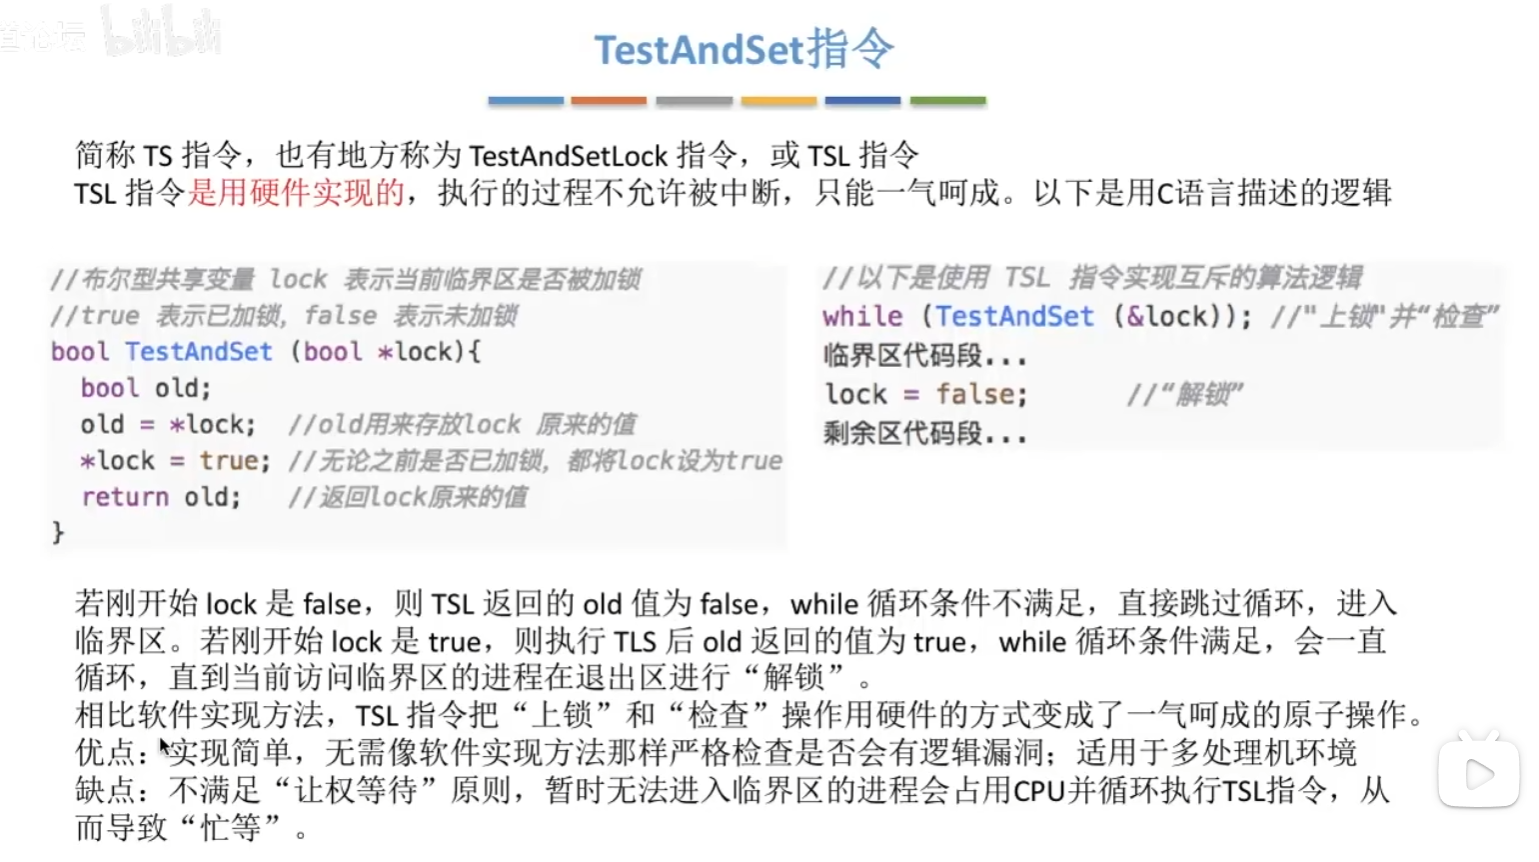 bilibili
TestAndSet指令
简称 TS 指令，也有地方称为 TestAndSetLock 指令，或 TSL 指令
TSL 指令是用硬件实现的，执行的过程不允许被中断，只能一气呵成。以下是用C语言描述的逻辑
//布尔型共享变量 lock 表示当前临界区是否被加锁
//true 表示已加锁，false 表示未加锁
bool TestAndSet (bool *lock){
bool old;
old = *lock; //old用来存放lock 原来的值
*lock = true; //无论之前是否已加锁，都将lock设为true
return old; //返回lock原来的值
}
//以下是使用 TSL 指令实现互斥的算法逻辑
while (TestAndSet (&lock)); //"上锁"并“检查”
临界区代码段...
lock = false; //“解锁”
剩余区代码段...
若刚开始 lock 是 false，则 TSL 返回的 old 值为 false，while 循环条件不满足，直接跳过循环，进入
临界区。若刚开始 lock 是 true，则执行 TLS 后 old 返回的值为 true，while 循环条件满足，会一直
循环，直到当前访问临界区的进程在退出区进行“解锁”。
相比软件实现方法，TSL 指令把“上锁”和“检查”操作用硬件的方式变成了一气呵成的原子操作。
优点：实现简单，无需像软件实现方法那样严格检查是否会有逻辑漏洞；适用于多处理机环境
缺点：不满足“让权等待”原则，暂时无法进入临界区的进程会占用CPU并循环执行TSL指令，从
而导致“忙等”。